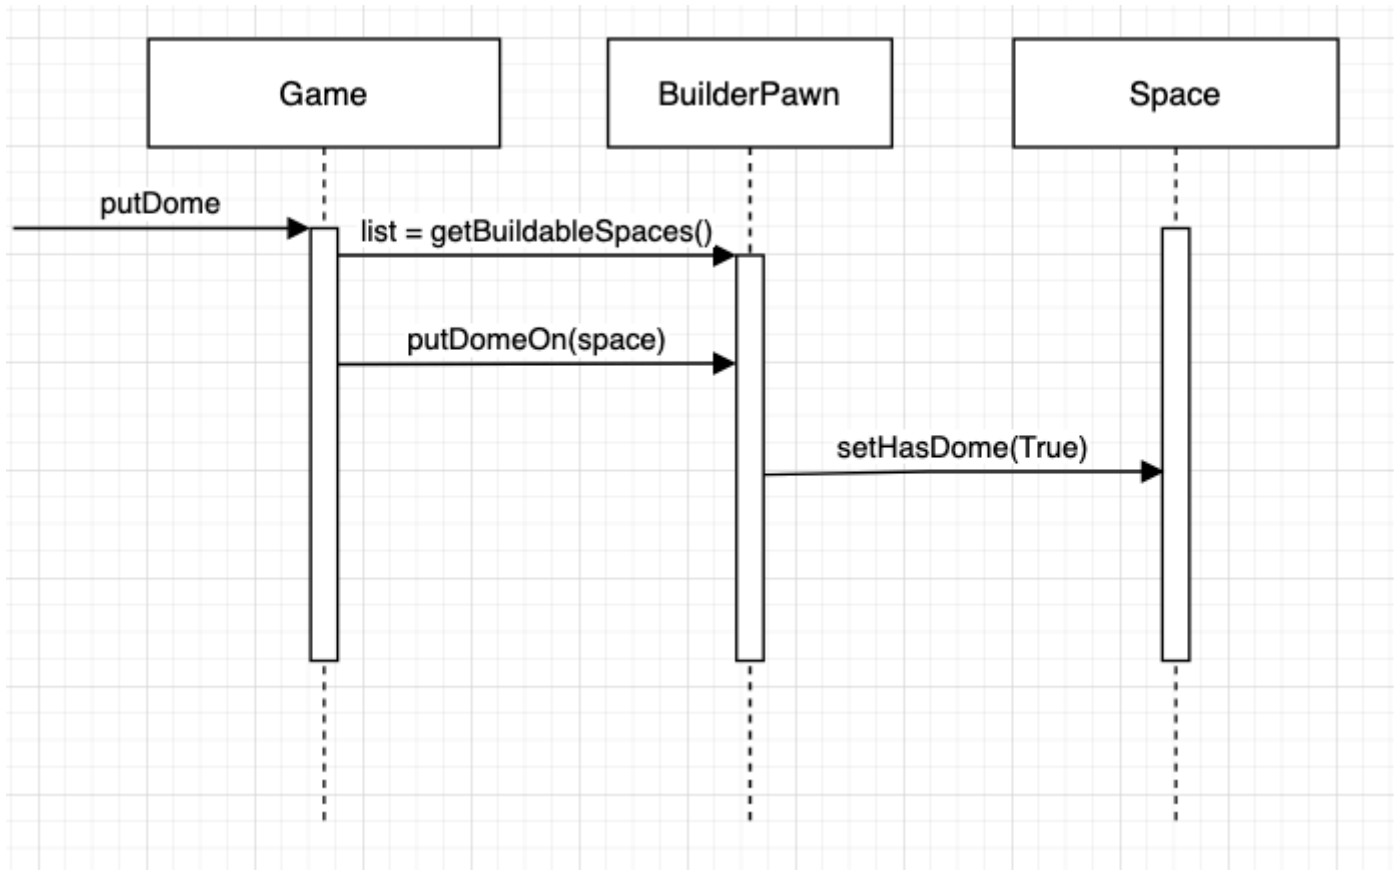 Game
BuilderPawn
Space
putDome
list = getBuildableSpaces()
putDomeOn(space)
setHasDome(True)